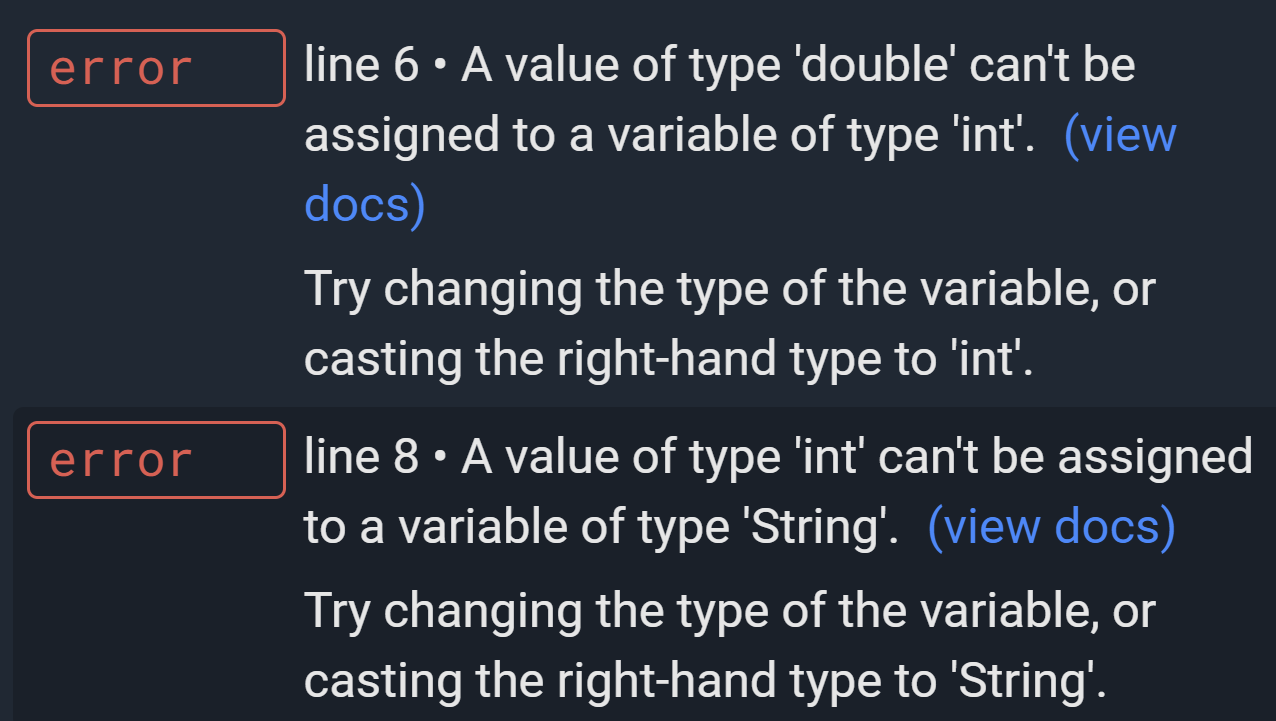 error
line 6 • A value of type 'double' can't be
assigned to a variable of type 'int'. (view
docs)
Try changing the type of the variable, or
casting the right-hand type to 'int'.
error
line 8 • A value of type 'int' can't be assigned
to a variable of type 'String'. (view docs)
Try changing the type of the variable, or
casting the right-hand type to 'String'.